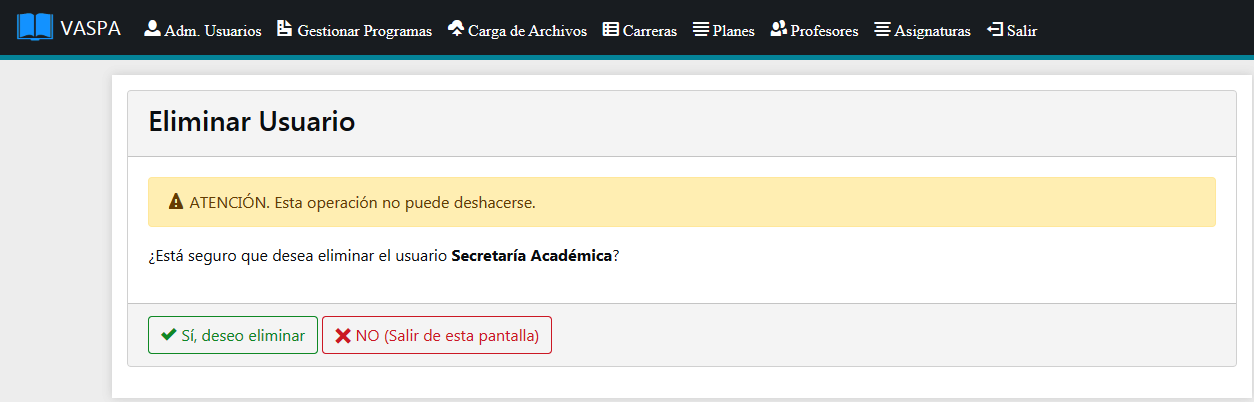 VASPA Adm. Usuarios Gestionar Programas Carga de Archivos Carreras Planes Profesores Asignaturas Salir
Eliminar Usuario
ATENCIÓN. Esta operación no puede deshacerse.
¿Está seguro que desea eliminar el usuario Secretaría Académica?
Sí, deseo eliminar NO (Salir de esta pantalla)